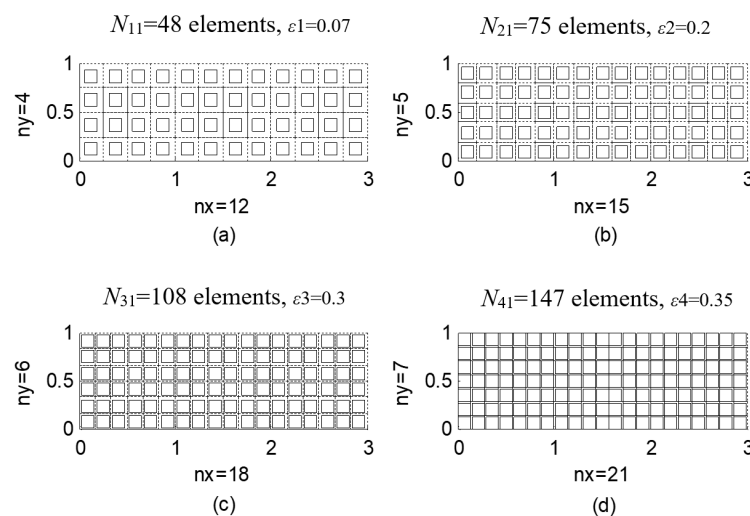 N11=48 elements, ε1=0.07
1
0.5
0
ny=4
0 1 2 3
nx=12
(a)
N21=75 elements, ε2=0.2
1
0.5
0
ny=5
0 1 2 3
nx=15
(b)
N31=108 elements, ε3=0.3
1
0.5
0
ny=6
0 1 2 3
nx=18
(c)
N41=147 elements, ε4=0.35
1
0.5
0
ny=7
0 1 2 3
nx=21
(d)